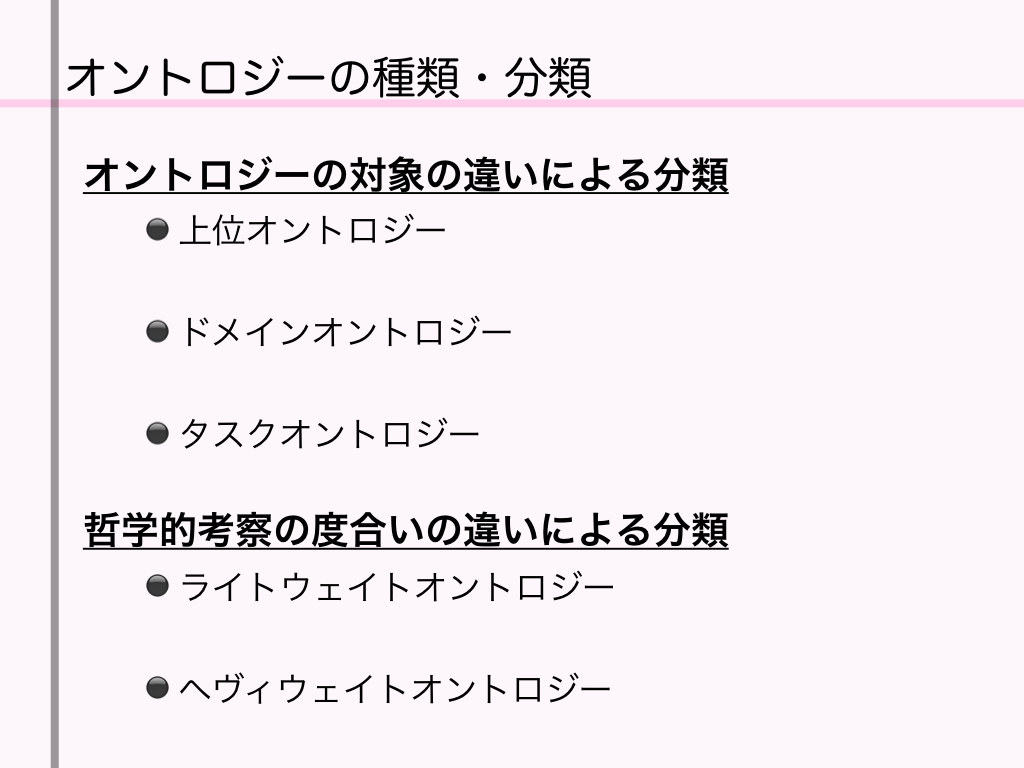 オントロジーの種類・分類
オントロジーの対象の違いによる分類
上位オントロジー
ドメインオントロジー
タスクオントロジー
哲学的考察の度合いの違いによる分類
ライトウェイトオントロジー
ヘヴィウェイトオントロジー